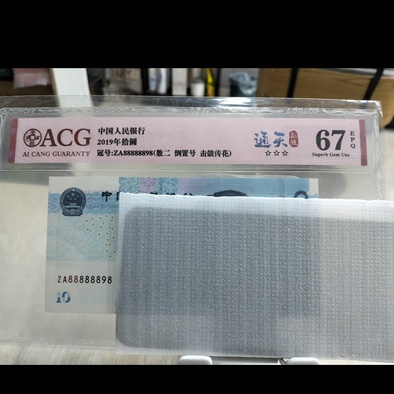 ACG
AI CANG GUARANTY
中国人民银行
2019年拾圆
冠号:ZA88888898(数二 倒置号 击鼓传花)
通天
☆☆☆
67
EPQ
Superb Gem Unc
中
ZA88888898
10